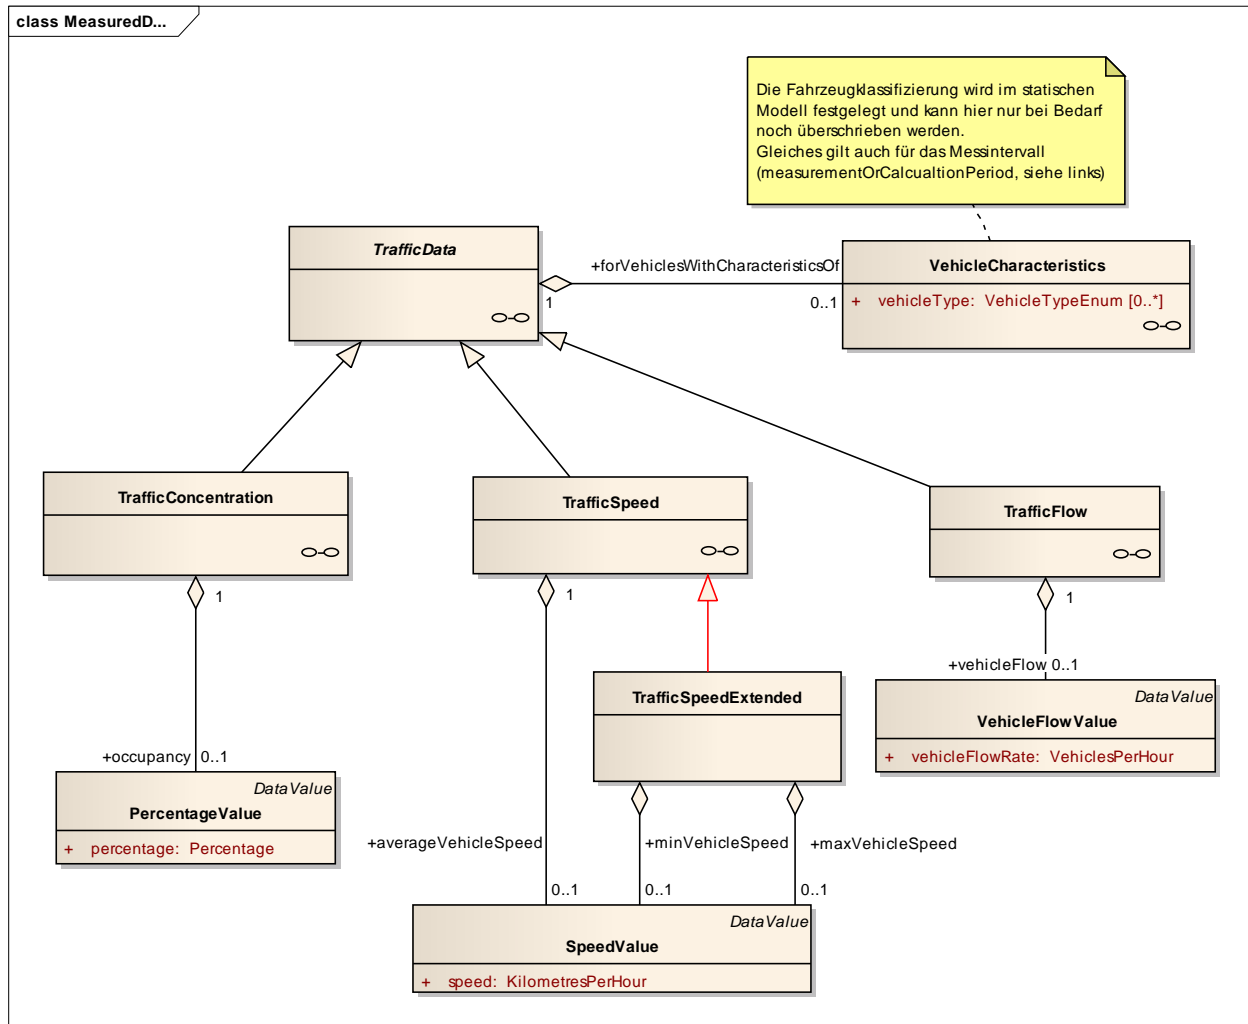 class MeasuredD...
Die Fahrzeugklassifizierung wird im statischen
Modell festgelegt und kann hier nur bei Bedarf
noch überschrieben werden.
Gleiches gilt auch für das Messintervall
(measurementOrCalcualtionPeriod, siehe links)
TrafficData
+forVehiclesWithCharacteristicsOf
1
0..1
VehicleCharacteristics
+ vehicleType: VehicleTypeEnum [0..*]
TrafficConcentration
1
TrafficSpeed
1
TrafficFlow
1
+vehicleFlow 0..1
TrafficSpeedExtended
DataValue
VehicleFlowValue
+ vehicleFlowRate: VehiclesPerHour
+occupancy 0..1
DataValue
PercentageValue
+ percentage: Percentage
+averageVehicleSpeed
0..1
+minVehicleSpeed
0..1
+maxVehicleSpeed
0..1
DataValue
SpeedValue
+ speed: KilometresPerHour